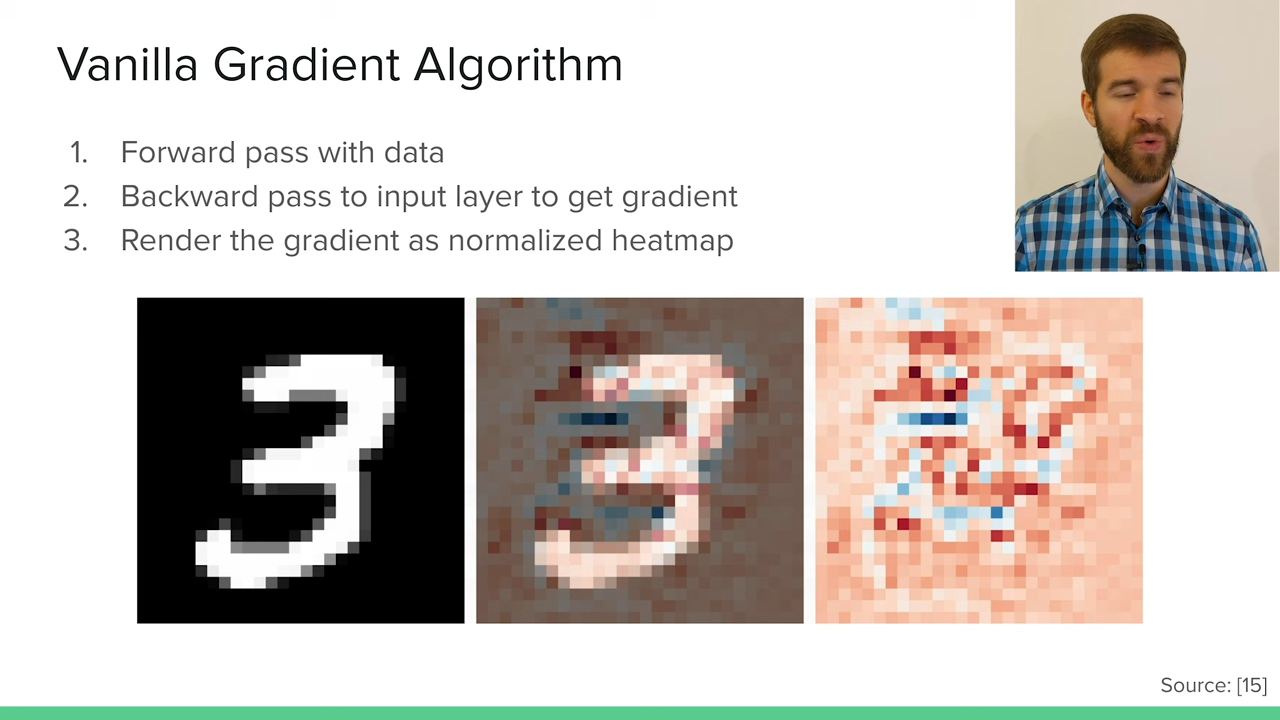 Vanilla Gradient Algorithm
1. Forward pass with data
2. Backward pass to input layer to get gradient
3. Render the gradient as normalized heatmap
3
Source: [15]